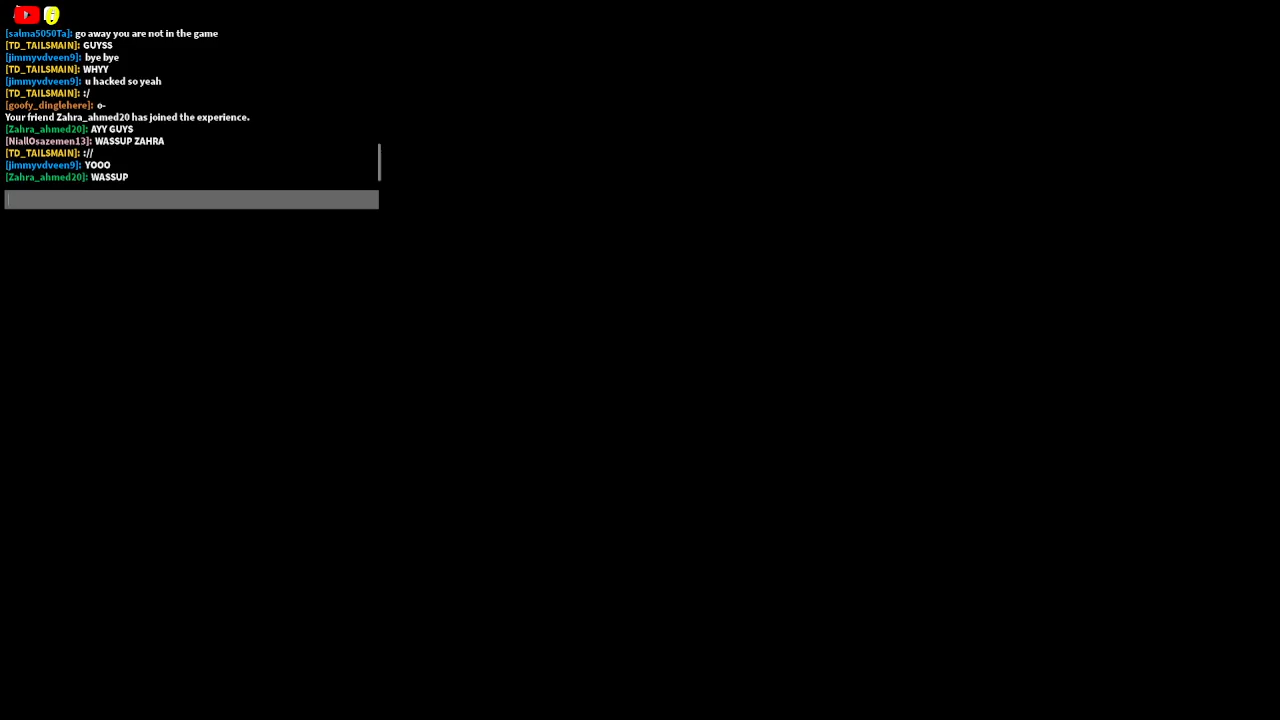 [salma5050Ta]: go away you are not in the game
[TD_TAILSMAIN]: GUYSS
[jimmyvdveen9]: bye bye
[TD_TAILSMAIN]: WHYY
[jimmyvdveen9]: u hacked so yeah
[TD_TAILSMAIN]: :/
[goofy_dinglehere]: o-
Your friend Zahra_ahmed20 has joined the experience.
[Zahra_ahmed20]: AYY GUYS
[NiallOsazemen13]: WASSUP ZAHRA
[TD_TAILSMAIN]: ://
[jimmyvdveen9]: YOOO
[Zahra_ahmed20]: WASSUP